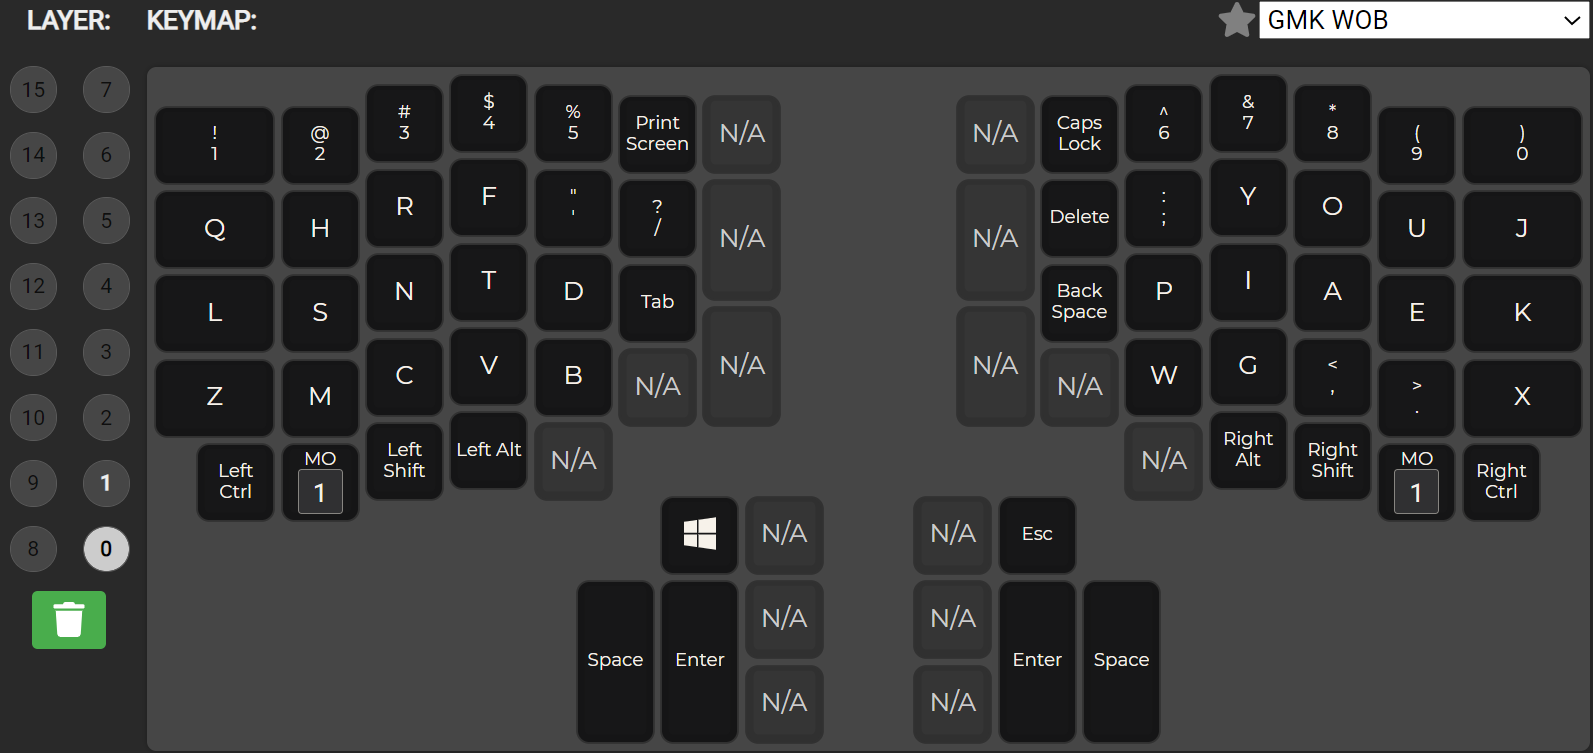 LAYER: KEYMAP: GMK WOB
15 7
14 6
13 5
12 4
11 3
10 2
9 1
8 0
! @ # $ % Print N/A
1 2 3 4 5 Screen
N/A Caps ^ & * ( )
Lock 6 7 8 9 0
Q H R F " ? N/A
' /
N/A Delete : Y O U J
;
L S N T D Tab
Back P I A E K
Space
Z M C V B N/A N/A
N/A N/A W G < > X
, .
Left MO Left Left Alt N/A
Ctrl 1 Shift
N/A Right Right MO Right
Alt Shift 1 Ctrl
N/A N/A Esc
Space Enter N/A N/A Enter Space
N/A N/A